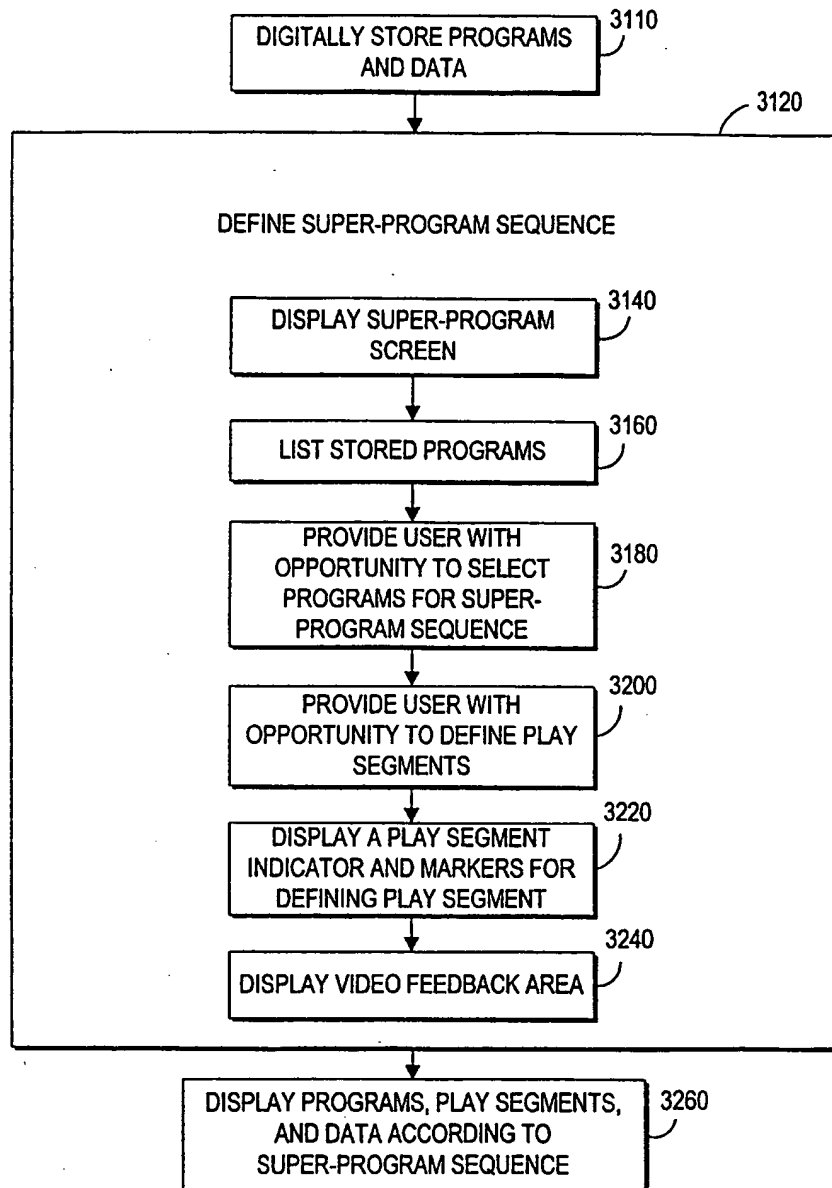 DIGITALLY STORE PROGRAMS
AND DATA
3110
3120
DEFINE SUPER-PROGRAM SEQUENCE
DISPLAY SUPER-PROGRAM
SCREEN
3140
LIST STORED PROGRAMS
3160
PROVIDE USER WITH
OPPORTUNITY TO SELECT
PROGRAMS FOR SUPER-
PROGRAM SEQUENCE
3180
PROVIDE USER WITH
OPPORTUNITY TO DEFINE PLAY
SEGMENTS
3200
DISPLAY A PLAY SEGMENT
INDICATOR AND MARKERS FOR
DEFINING PLAY SEGMENT
3220
DISPLAY VIDEO FEEDBACK AREA
3240
DISPLAY PROGRAMS, PLAY SEGMENTS,
AND DATA ACCORDING TO
SUPER-PROGRAM SEQUENCE
3260